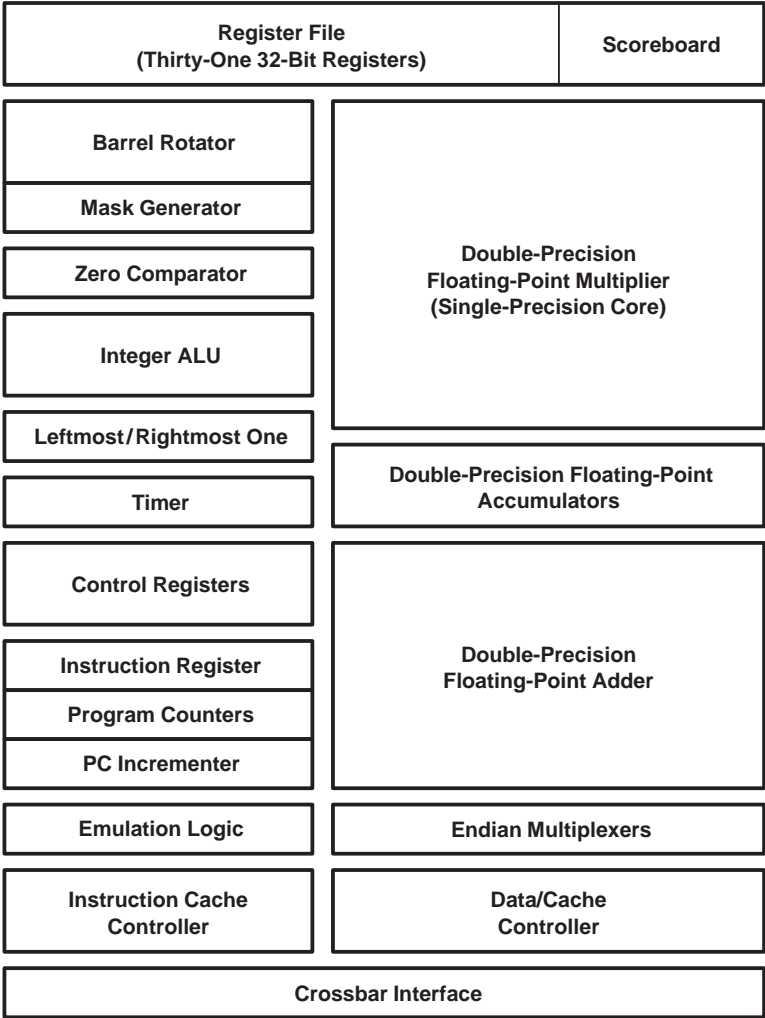 Register File
(Thirty-One 32-Bit Registers)
Scoreboard
Barrel Rotator
Mask Generator
Zero Comparator
Integer ALU
Leftmost/Rightmost One
Timer
Control Registers
Instruction Register
Program Counters
PC Incrementer
Emulation Logic
Instruction Cache
Controller
Double-Precision
Floating-Point Multiplier
(Single-Precision Core)
Double-Precision Floating-Point
Accumulators
Double-Precision
Floating-Point Adder
Endian Multiplexers
Data/Cache
Controller
Crossbar Interface